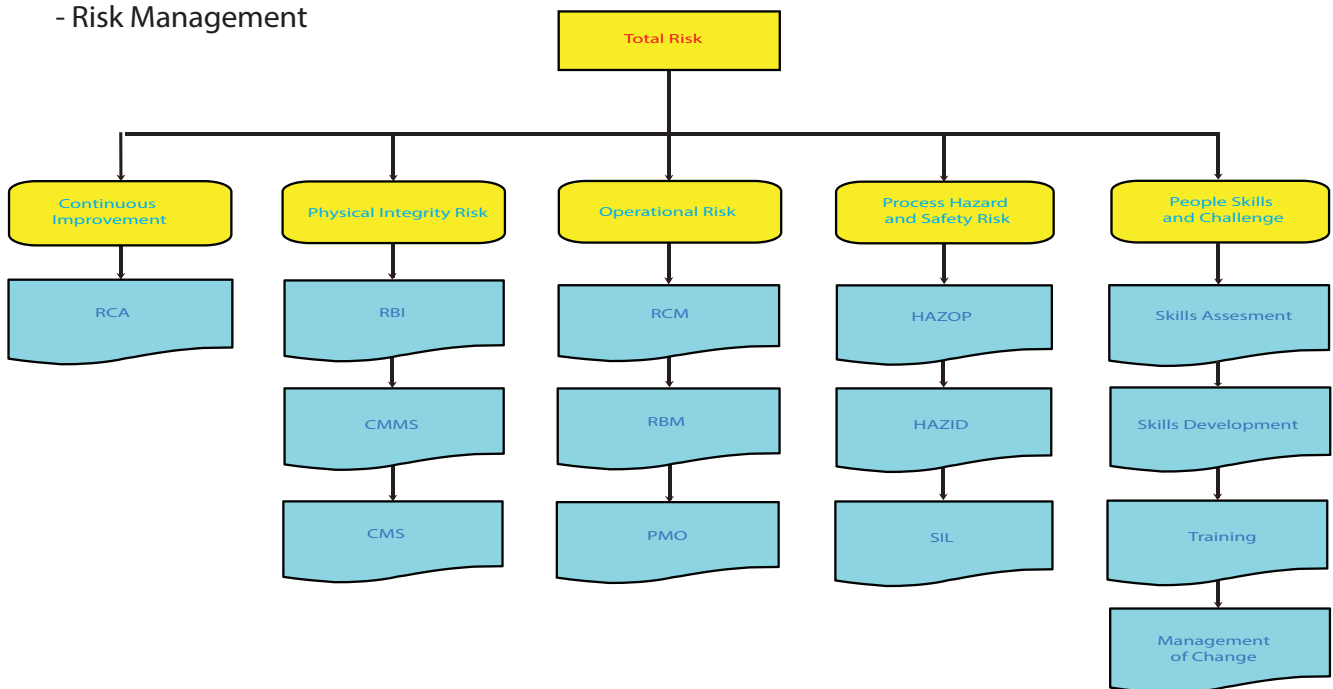 - Risk Management
Total Risk
Continuous
Improvement
Physical Integrity Risk
Operational Risk
Process Hazard
and Safety Risk
People Skills
and Challenge
RCA
RBI
RCM
HAZOP
Skills Assesment
CMMS
RBM
HAZID
Skills Development
CMS
PMO
SIL
Training
Management
of Change